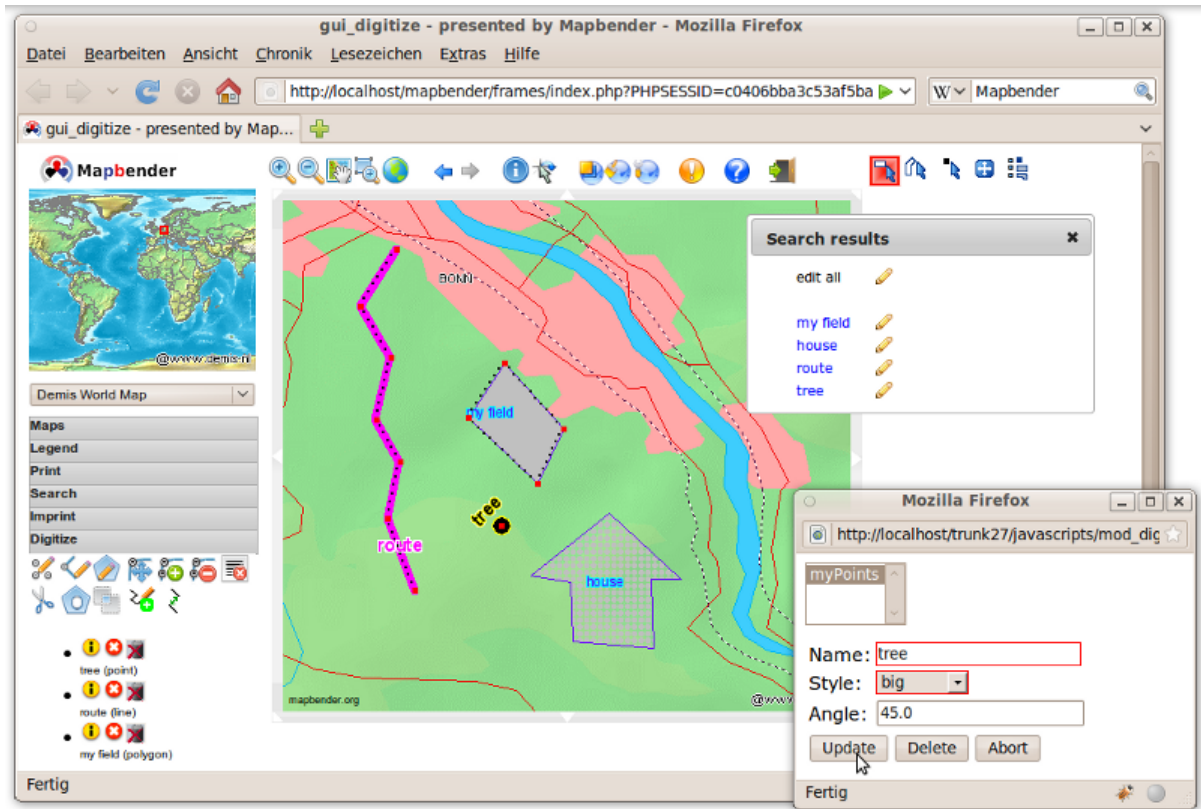 gui_digitize - presented by Mapbender - Mozilla Firefox
Datei Bearbeiten Ansicht Chronik Lesezeichen Extras Hilfe
http://localhost/mapbender/frames/index.php?PHPSESSID=c0406bba3c53af5ba
W Mapbender
gui_digitize - presented by Map...
Mapbender
@www.demis.nl
Demis World Map
Maps
Legend
Print
Search
Imprint
Digitize
tree (point)
route (line)
my field (polygon)
BONN
my field
tree
route
house
mapbender.org
@www
Search results
edit all
my field
house
route
tree
Mozilla Firefox
http://localhost/trunk27/javascripts/mod_dig
myPoints
Name: tree
Style: big
Angle: 45.0
Update Delete Abort
Fertig
Fertig